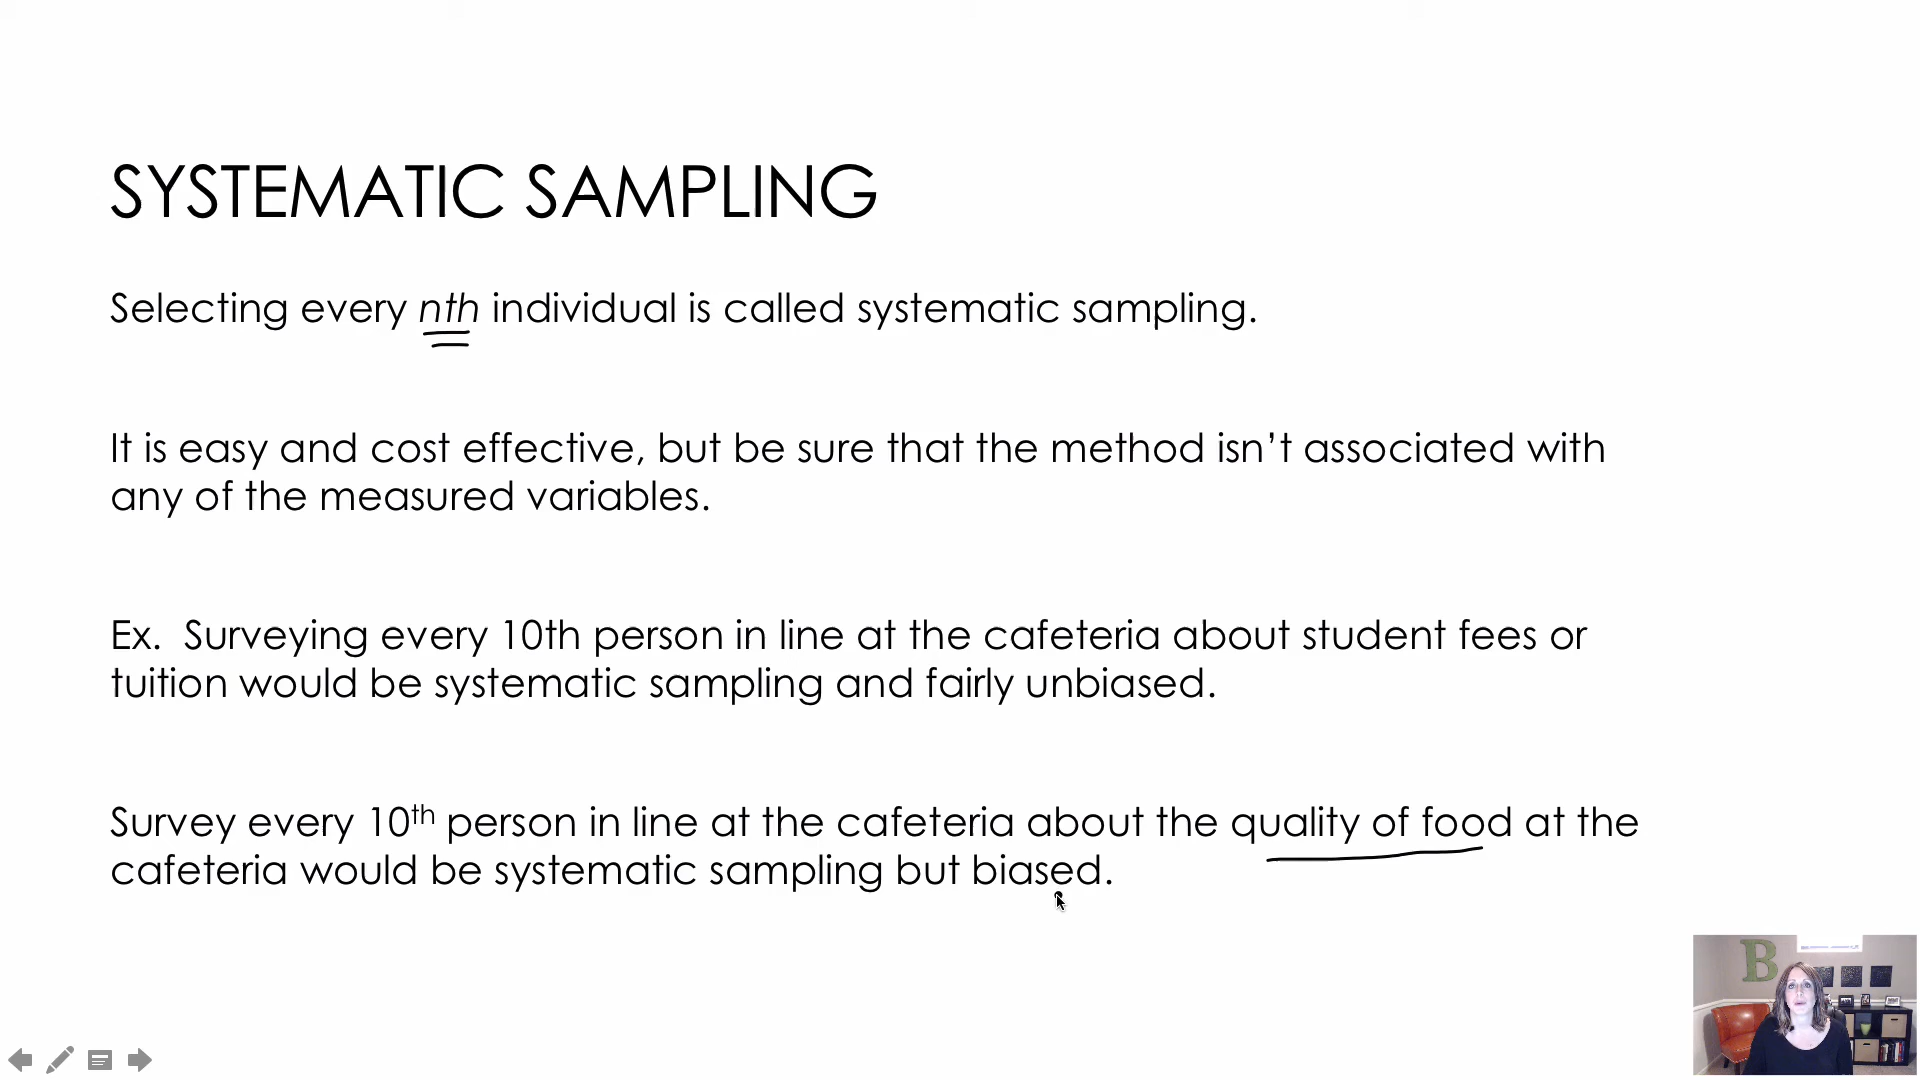 SYSTEMATIC SAMPLING
Selecting every nth individual is called systematic sampling.
It is easy and cost effective, but be sure that the method isn’t associated with
any of the measured variables.
Ex.  Surveying every 10th person in line at the cafeteria about student fees or
tuition would be systematic sampling and fairly unbiased.
Survey every 10th person in line at the cafeteria about the quality of food at the
cafeteria would be systematic sampling but biased.
B